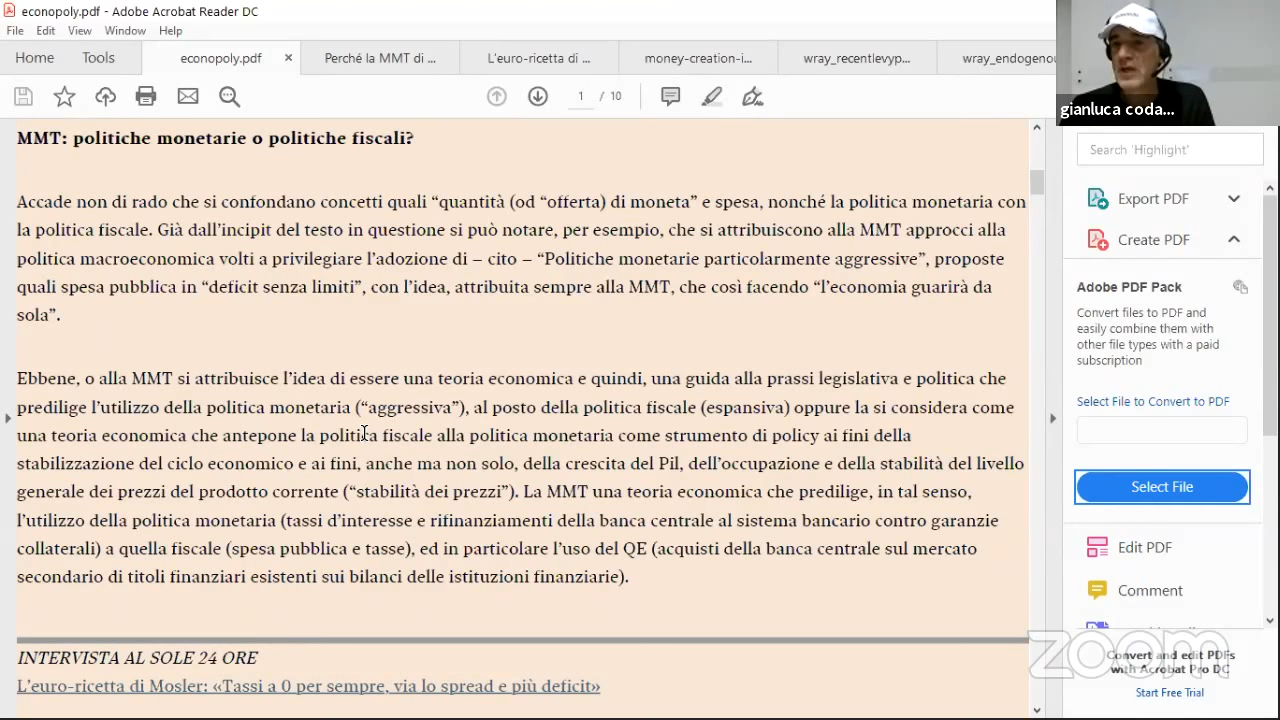 econopoly.pdf - Adobe Acrobat Reader DC
File Edit View Window Help
Home Tools econopoly.pdf × Perché la MMT di ... L'euro-ricetta di ... money-creation-i... wray_recentlevyp... wray_endogenou
1 / 10
gianluca coda...
MMT: politiche monetarie o politiche fiscali?
Accade non di rado che si confondano concetti quali “quantità (od “offerta) di moneta” e spesa, nonché la politica monetaria con
la politica fiscale. Già dall’incipit del testo in questione si può notare, per esempio, che si attribuiscono alla MMT approcci alla
politica macroeconomica volti a privilegiare l’adozione di – cito – “Politiche monetarie particolarmente aggressive”, proposte
quali spesa pubblica in “deficit senza limiti”, con l’idea, attribuita sempre alla MMT, che così facendo “l’economia guarirà da
sola”.
Ebbene, o alla MMT si attribuisce l’idea di essere una teoria economica e quindi, una guida alla prassi legislativa e politica che
predilige l’utilizzo della politica monetaria (“aggressiva”), al posto della politica fiscale (espansiva) oppure la si considera come
una teoria economica che antepone la politica fiscale alla politica monetaria come strumento di policy ai fini della
stabilizzazione del ciclo economico e ai fini, anche ma non solo, della crescita del Pil, dell’occupazione e della stabilità del livello
generale dei prezzi del prodotto corrente (“stabilità dei prezzi”). La MMT una teoria economica che predilige, in tal senso,
l’utilizzo della politica monetaria (tassi d’interesse e rifinanziamenti della banca centrale al sistema bancario contro garanzie
collaterali) a quella fiscale (spesa pubblica e tasse), ed in particolare l’uso del QE (acquisti della banca centrale sul mercato
secondario di titoli finanziari esistenti sui bilanci delle istituzioni finanziarie).
INTERVISTA AL SOLE 24 ORE
L’euro-ricetta di Mosler: «Tassi a 0 per sempre, via lo spread e più deficit»
Search 'Highlight'
Export PDF
Create PDF
Adobe PDF Pack
Convert files to PDF and
easily combine them with
other file types with a paid
subscription
Select File to Convert to PDF
Select File
Edit PDF
Comment
zoom
Convert and edit PDFs
with Acrobat Pro DC
Start Free Trial